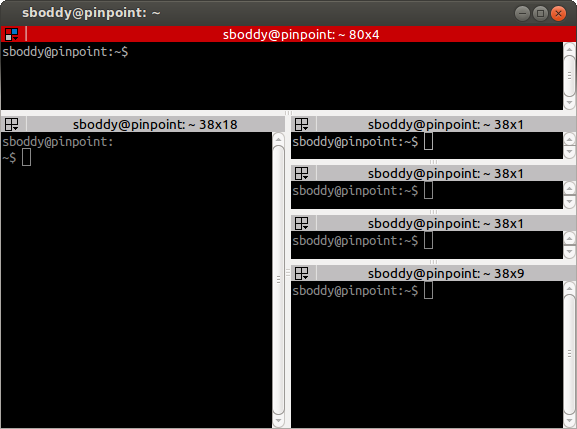 sboddy@pinpoint: ~
sboddy@pinpoint: ~ 80x4
sboddy@pinpoint:~$
sboddy@pinpoint: ~ 38x18
sboddy@pinpoint:
~$
sboddy@pinpoint: ~ 38x1
sboddy@pinpoint:~$
sboddy@pinpoint: ~ 38x1
sboddy@pinpoint:~$
sboddy@pinpoint: ~ 38x1
sboddy@pinpoint:~$
sboddy@pinpoint: ~ 38x9
sboddy@pinpoint:~$